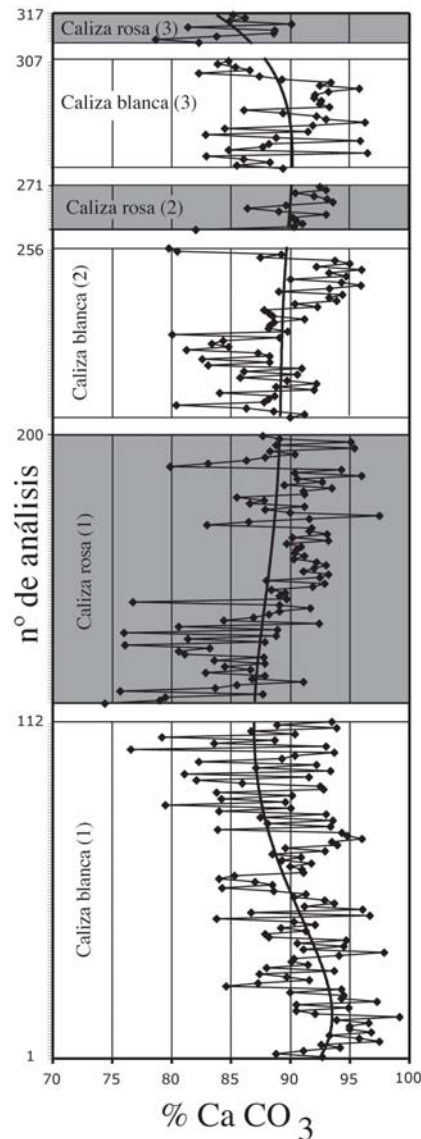 317
Caliza rosa (3)
307
Caliza blanca (3)
271
Caliza rosa (2)
256
Caliza blanca (2)
200
nº de análisis
Caliza rosa (1)
112
Caliza blanca (1)
1
70 75 80 85 90 95 100
% Ca CO3